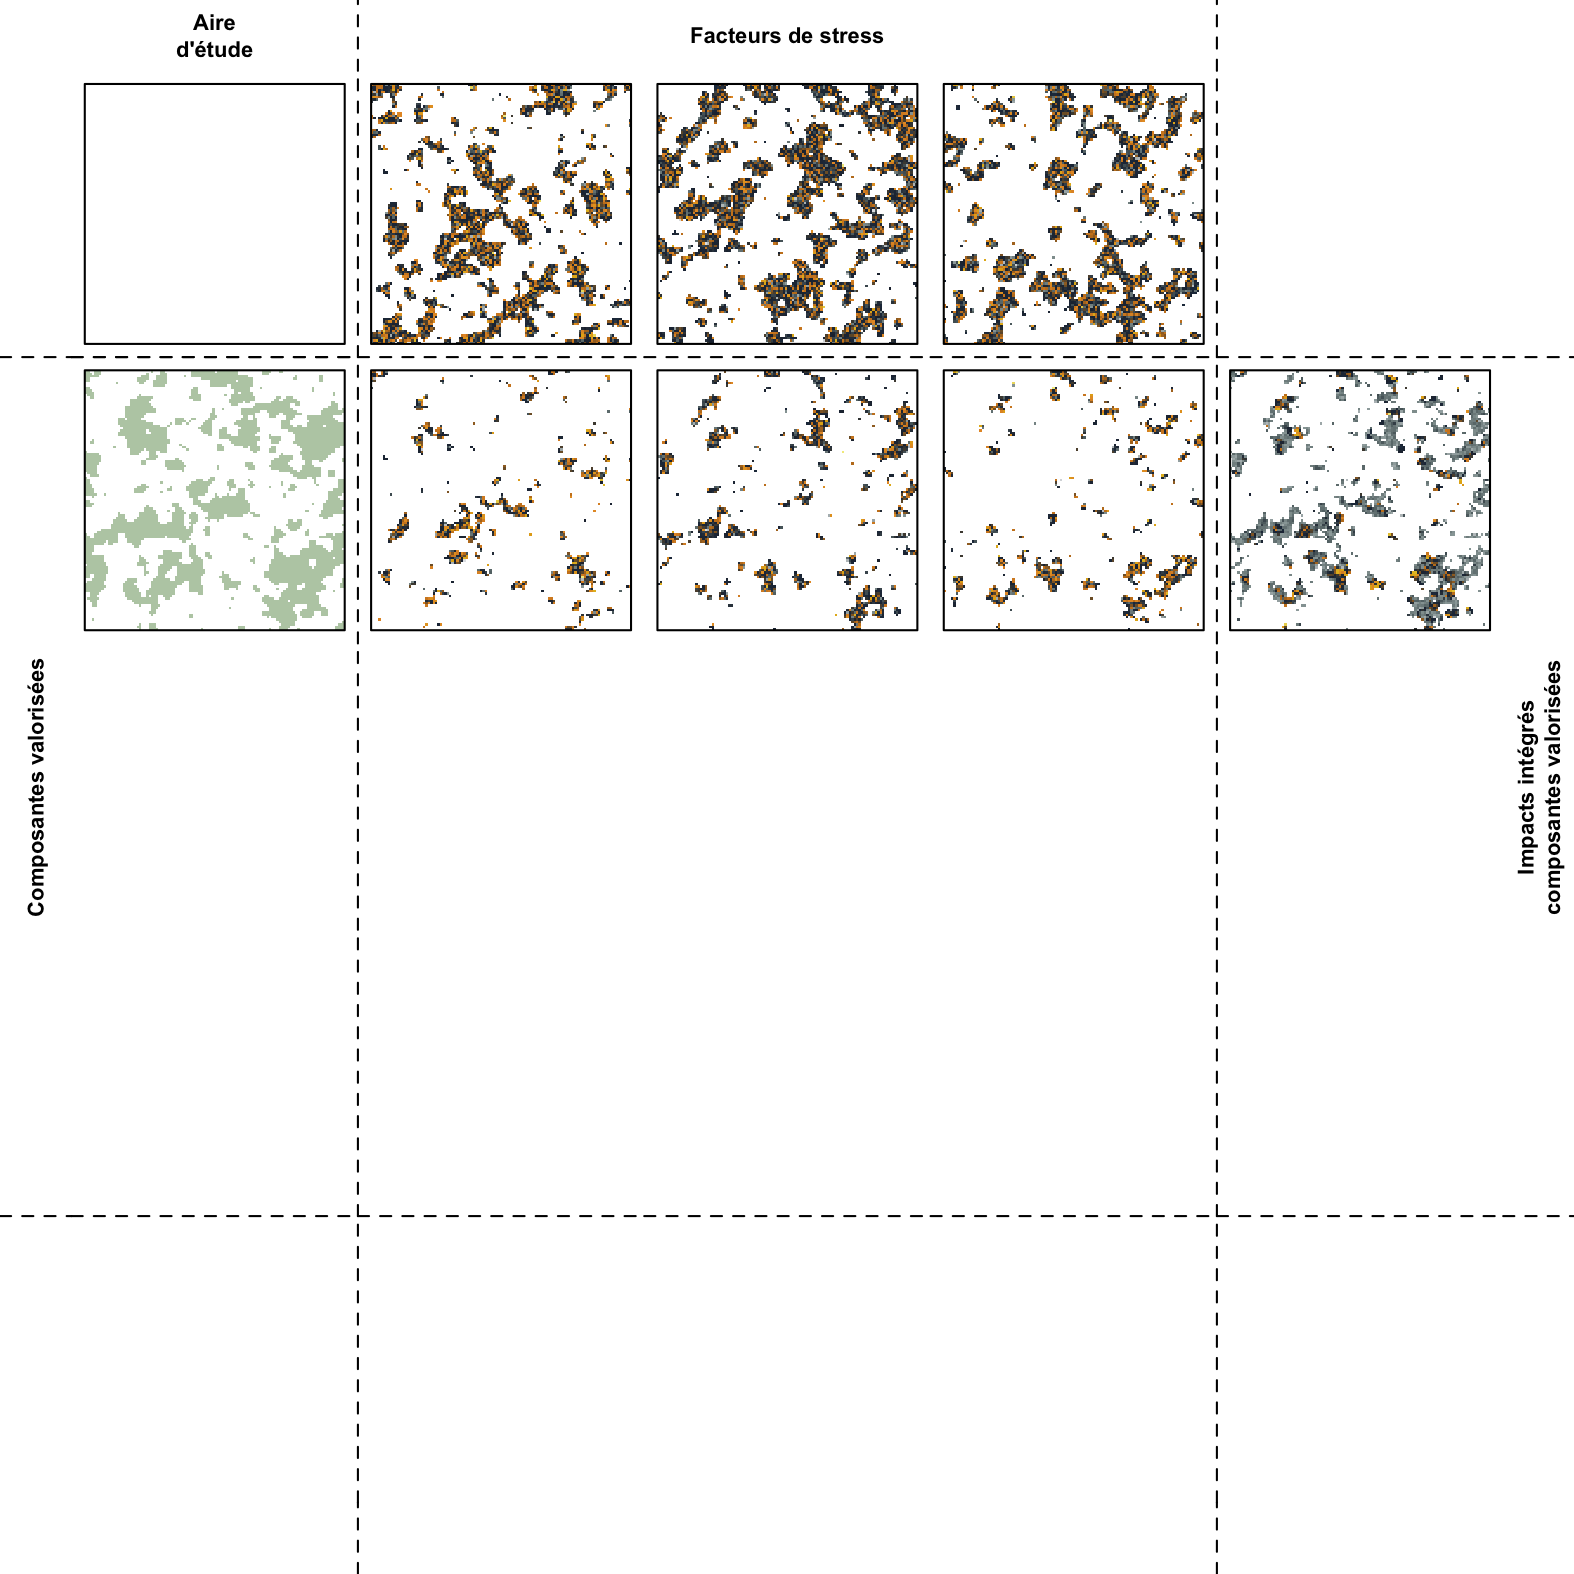 Aire
d'étude
Facteurs de stress
Composantes valorisées
Impacts intégrés
composantes valorisées